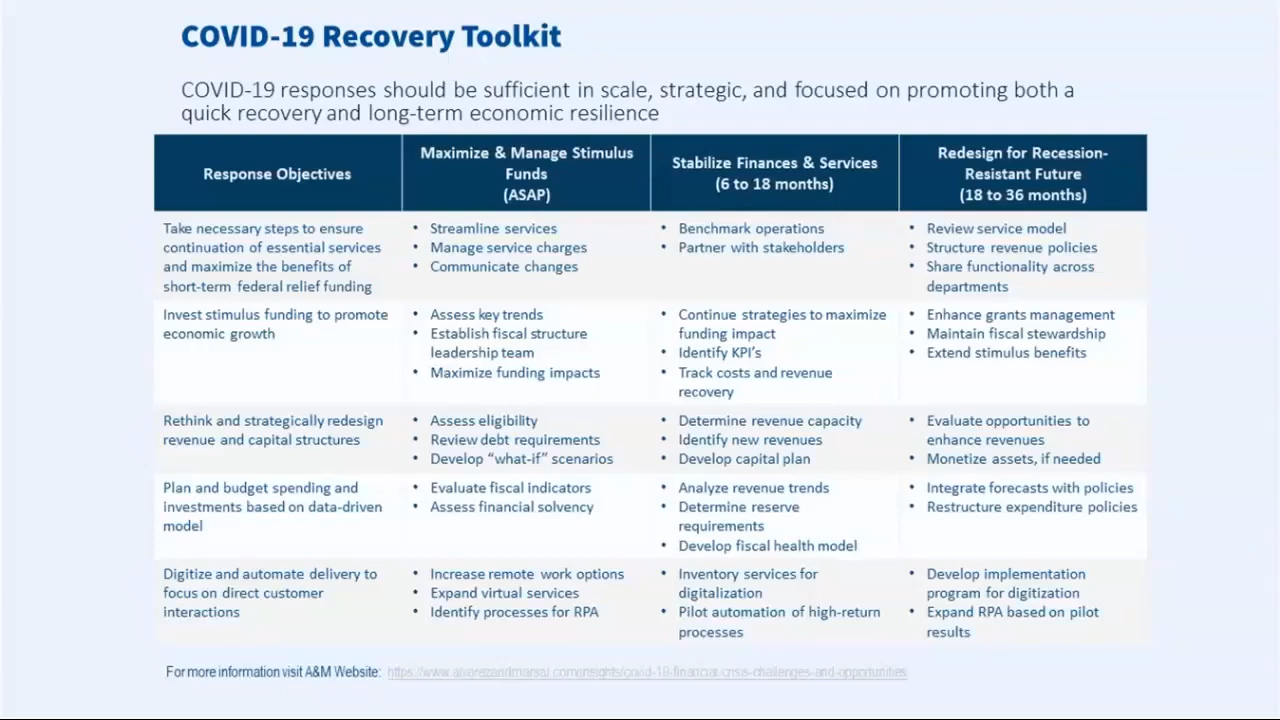 COVID-19 Recovery Toolkit
COVID-19 responses should be sufficient in scale, strategic, and focused on promoting both a
quick recovery and long-term economic resilience
Response Objectives
Maximize & Manage Stimulus
Funds
(ASAP)
Stabilize Finances & Services
(6 to 18 months)
Redesign for Recession-
Resistant Future
(18 to 36 months)
Take necessary steps to ensure
continuation of essential services
and maximize the benefits of
short-term federal relief funding
• Streamline services
• Manage service charges
• Communicate changes
• Benchmark operations
• Partner with stakeholders
• Review service model
• Structure revenue policies
• Share functionality across
departments
Invest stimulus funding to promote
economic growth
• Assess key trends
• Establish fiscal structure
leadership team
• Maximize funding impacts
• Continue strategies to maximize
funding impact
• Identify KPI's
• Track costs and revenue
recovery
• Enhance grants management
• Maintain fiscal stewardship
• Extend stimulus benefits
Rethink and strategically redesign
revenue and capital structures
• Assess eligibility
• Review debt requirements
• Develop “what-if” scenarios
• Determine revenue capacity
• Identify new revenues
• Develop capital plan
• Evaluate opportunities to
enhance revenues
• Monetize assets, if needed
Plan and budget spending and
investments based on data-driven
model
• Evaluate fiscal indicators
• Assess financial solvency
• Analyze revenue trends
• Determine reserve
requirements
• Develop fiscal health model
• Integrate forecasts with policies
• Restructure expenditure policies
Digitize and automate delivery to
focus on direct customer
interactions
• Increase remote work options
• Expand virtual services
• Identify processes for RPA
• Inventory services for
digitalization
• Pilot automation of high-return
processes
• Develop implementation
program for digitization
• Expand RPA based on pilot
results
For more information visit A&M Website: https://www.alvarezandmarsal.com/insights/covid-19-financial-crisis-challenges-and-opportunities